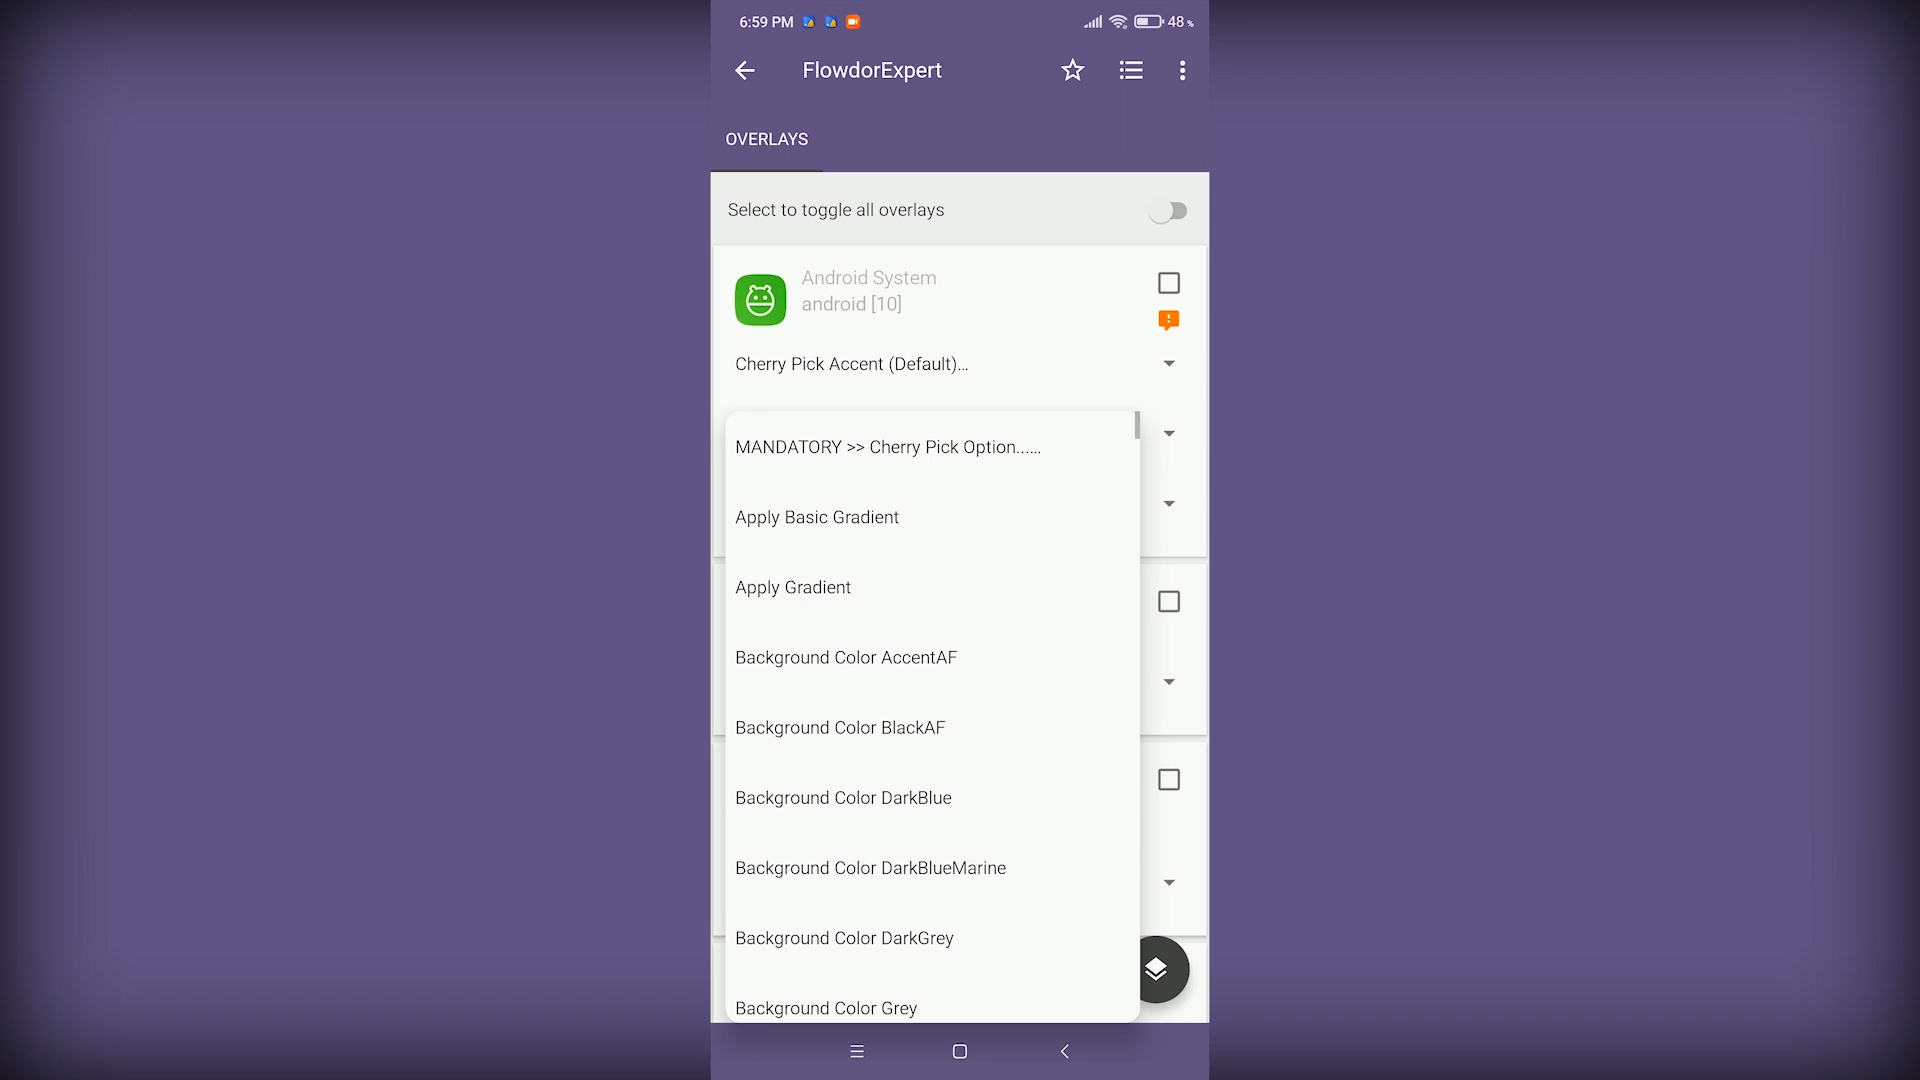 6:59 PM
48 %
FlowdorExpert
OVERLAYS
Select to toggle all overlays
Android System
android [10]
Cherry Pick Accent (Default)...
MANDATORY >> Cherry Pick Option......
Apply Basic Gradient
Apply Gradient
Background Color AccentAF
Background Color BlackAF
Background Color DarkBlue
Background Color DarkBlueMarine
Background Color DarkGrey
Background Color Grey